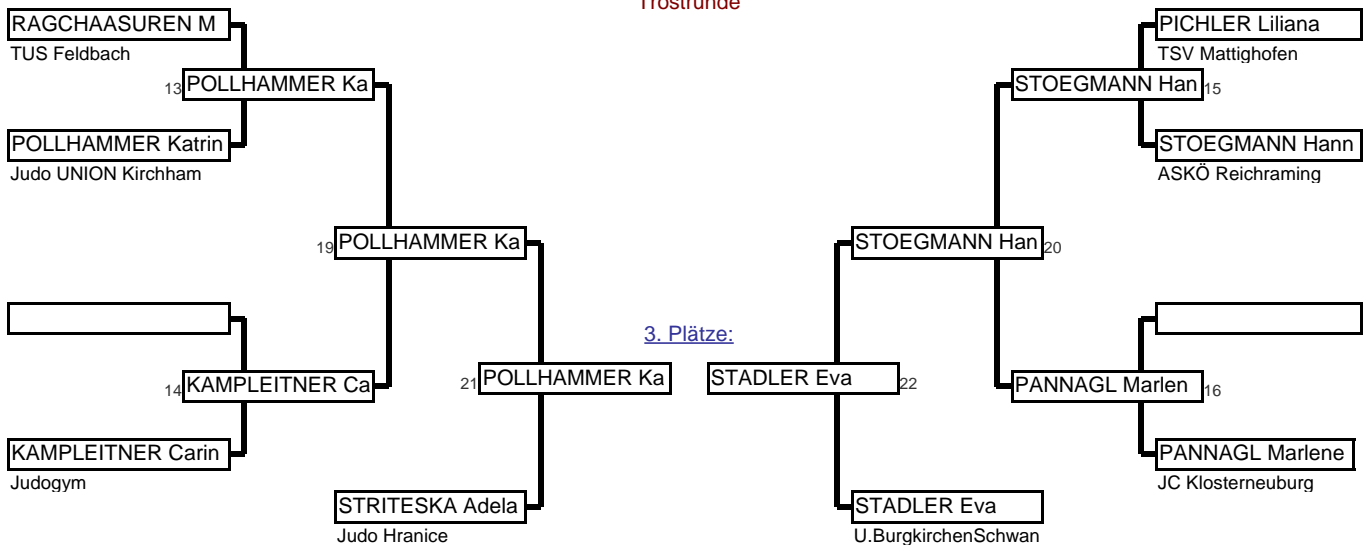 Trostrunde
RAGCHAASUREN M
TUS Feldbach
13 POLLHAMMER Ka
POLLHAMMER Katrin
Judo UNION Kirchham
19 POLLHAMMER Ka
14 KAMPLEITNER Ca
KAMPLEITNER Carin
Judogym
21 POLLHAMMER Ka
STRITESKA Adela
Judo Hranice
3. Plätze:
PICHLER Liliana
TSV Mattighofen
STOEGMANN Han 15
STOEGMANN Hann
ASKÖ Reichraming
STOEGMANN Han 20
STADLER Eva 22
PANNAGL Marlen 16
PANNAGL Marlene
JC Klosterneuburg
STADLER Eva
U.BurgkirchenSchwan